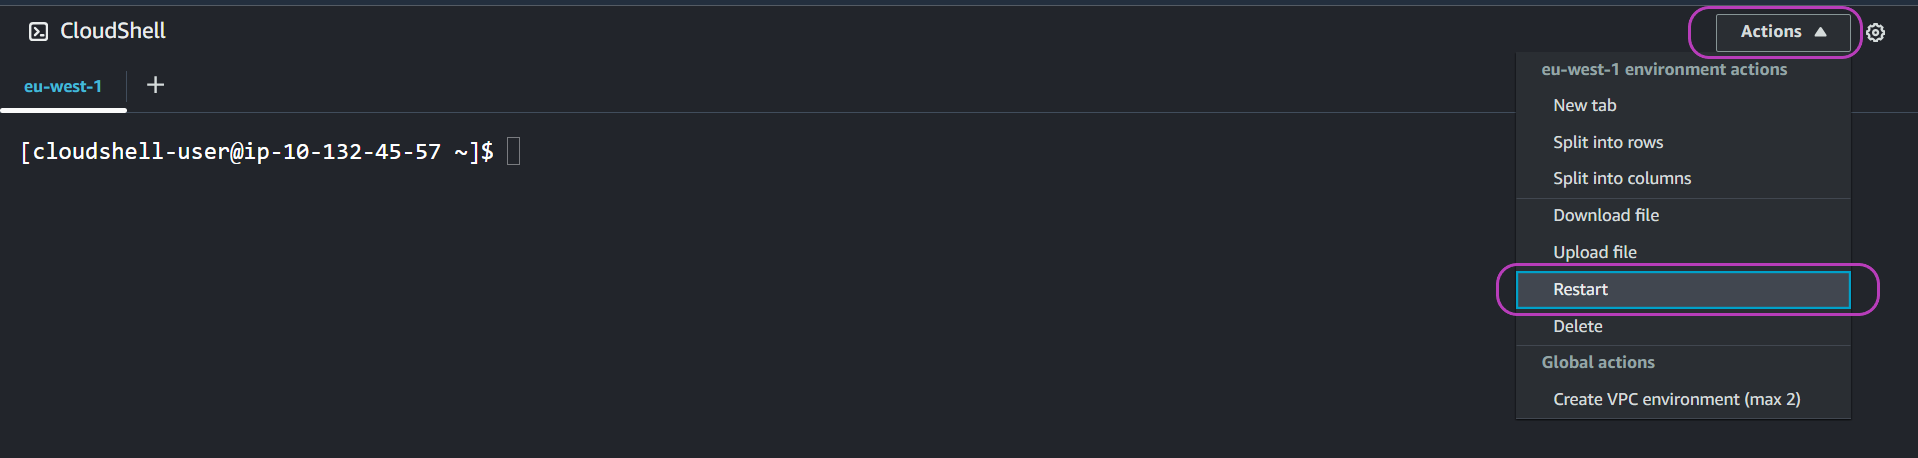 CloudShell
Actions
eu-west-1
[cloudshell-user@ip-10-132-45-57 ~]$
eu-west-1 environment actions
New tab
Split into rows
Split into columns
Download file
Upload file
Restart
Delete
Global actions
Create VPC environment (max 2)